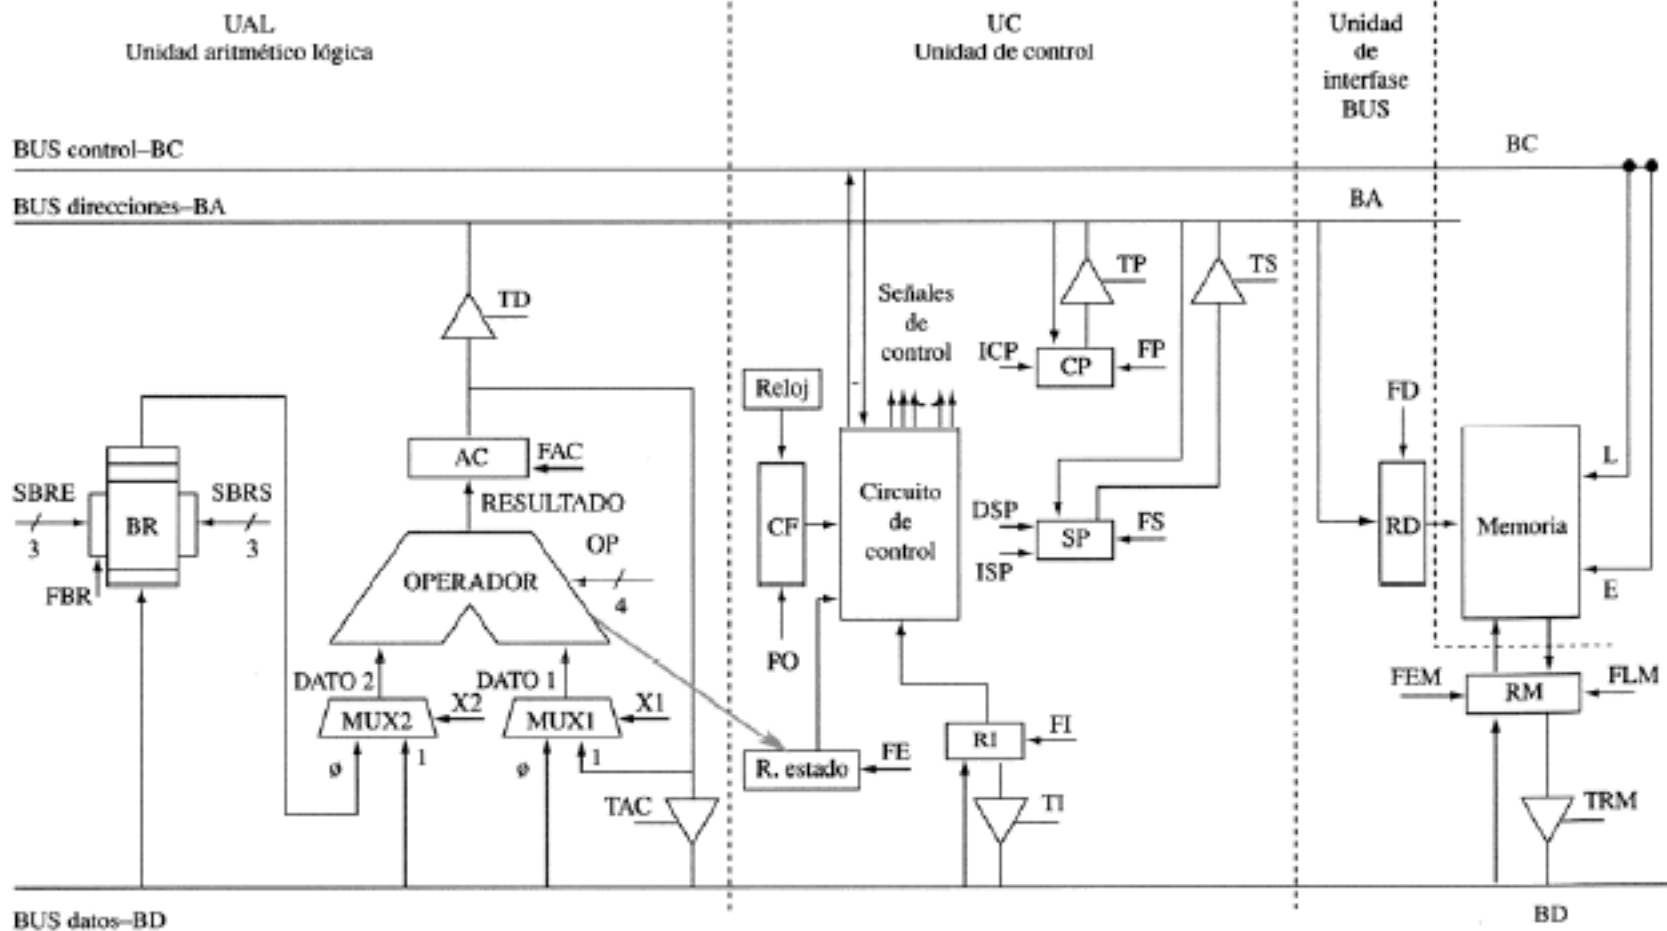 UAL
Unidad aritmético lógica
UC
Unidad de control
Unidad
de
interfase
BUS
BUS control–BC
BC
BUS direcciones–BA
BA
TD
TP
TS
Señales
de
control
ICP
CP
FP
Reloj
FD
AC
FAC
RESULTADO
SBRE
SBRS
BR
3
3
FBR
OP
OPERADOR
4
CF
Circuito
de
control
DSP
SP
FS
ISP
RD
Memoria
L
E
PO
DATO 2
DATO 1
MUX2
X2
MUX1
X1
ø
1
ø
1
FEM
RM
FLM
RI
FI
R. estado
FE
TAC
TI
TRM
BUS datos–BD
BD